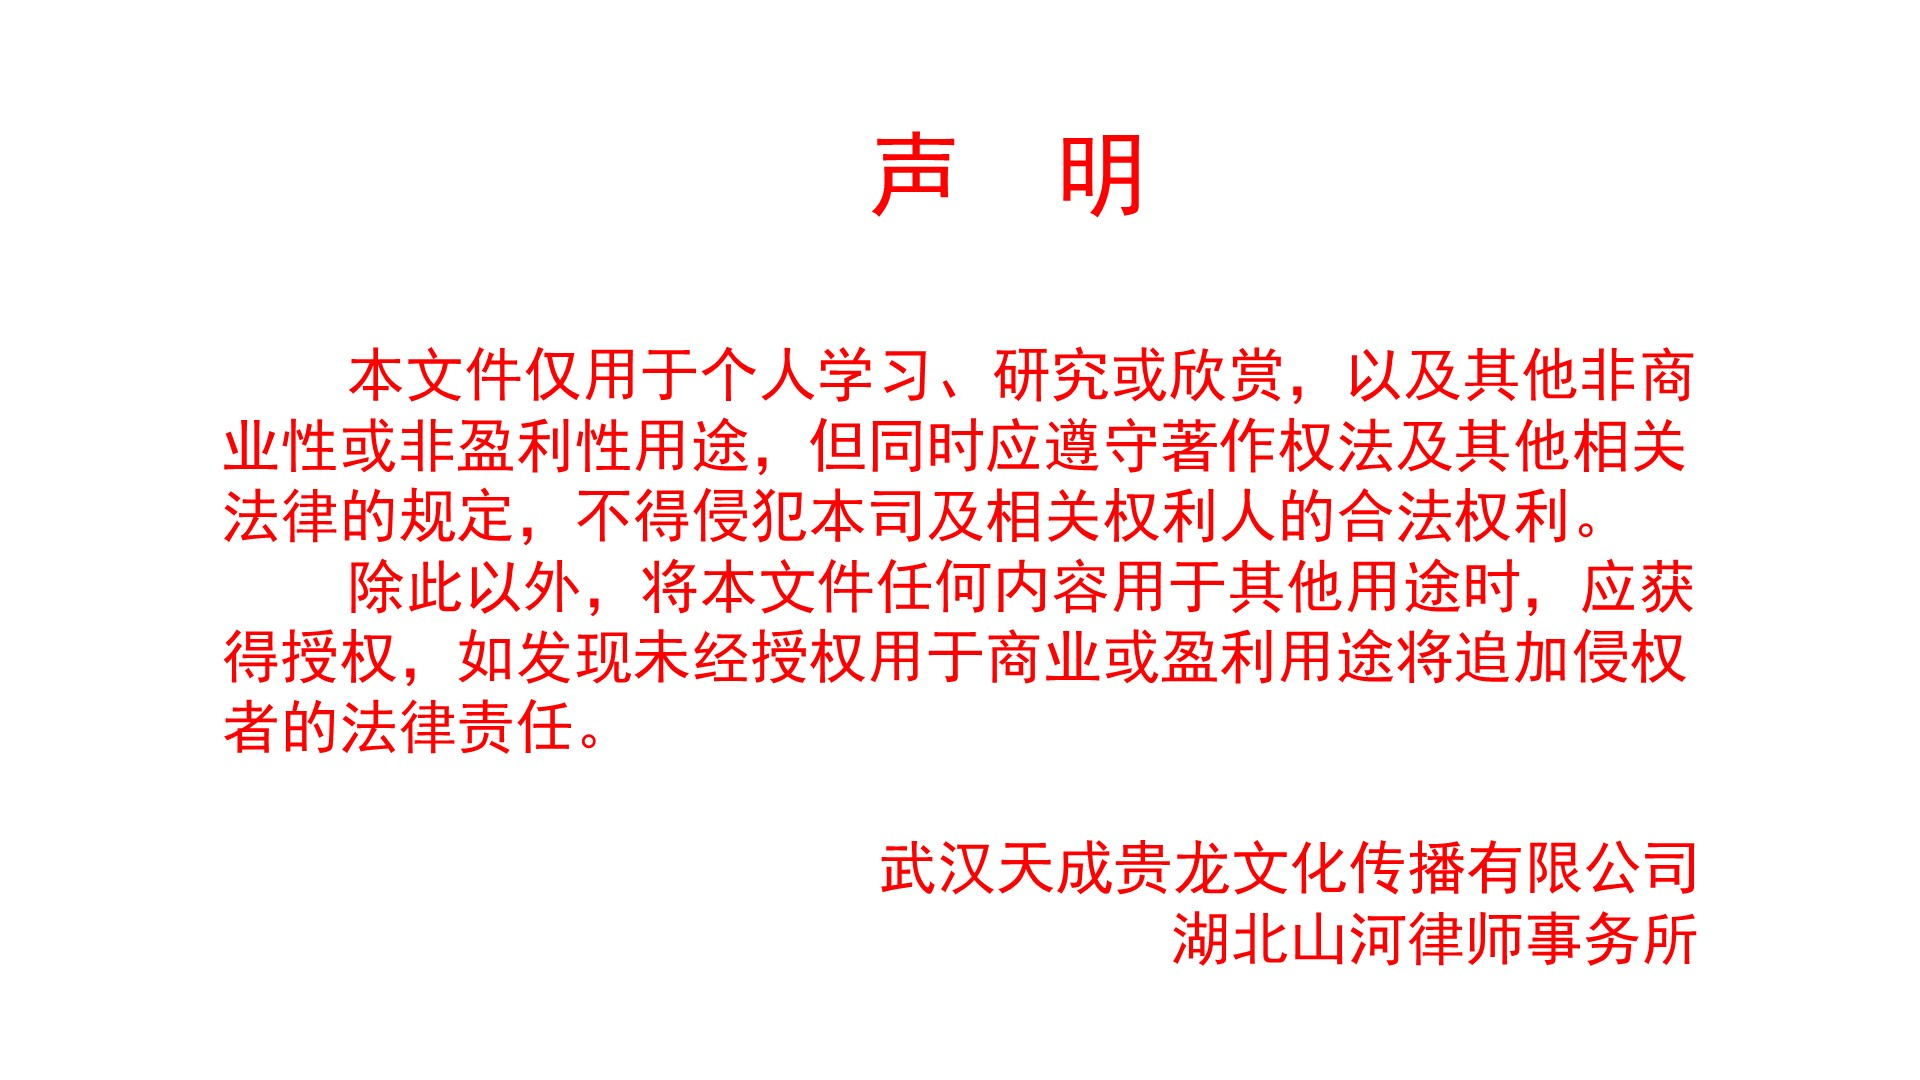 声 明
本文件仅用于个人学习、研究或欣赏，以及其他非商
业性或非盈利性用途，但同时应遵守著作权法及其他相关
法律的规定，不得侵犯本司及相关权利人的合法权利。
除此以外，将本文件任何内容用于其他用途时，应获
得授权，如发现未经授权用于商业或盈利用途将追加侵权
者的法律责任。
武汉天成贵龙文化传播有限公司
湖北山河律师事务所